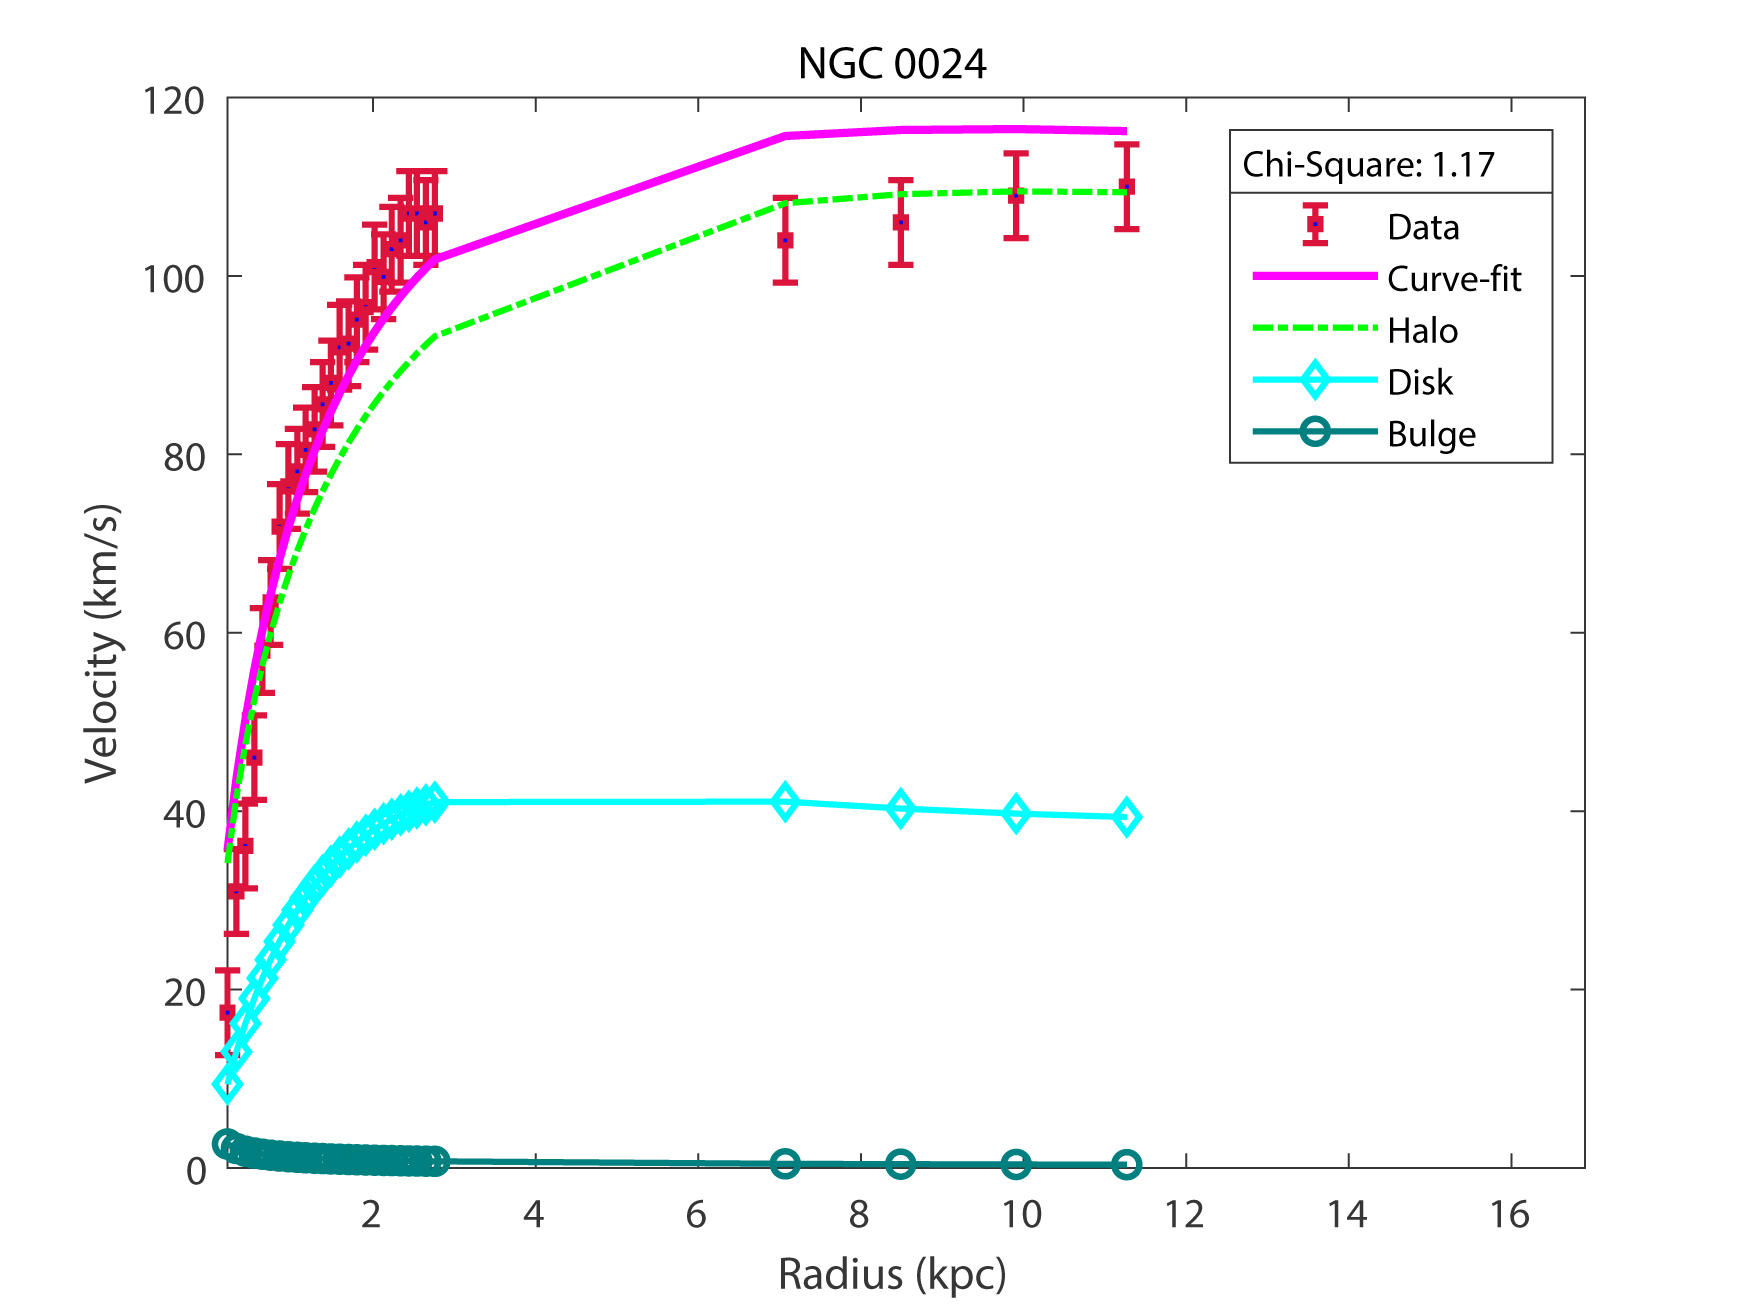 NGC 0024
120
100
80
60
40
20
0
Velocity (km/s)
Chi-Square: 1.17
Data
Curve-fit
Halo
Disk
Bulge
2 4 6 8 10 12 14 16
Radius (kpc)